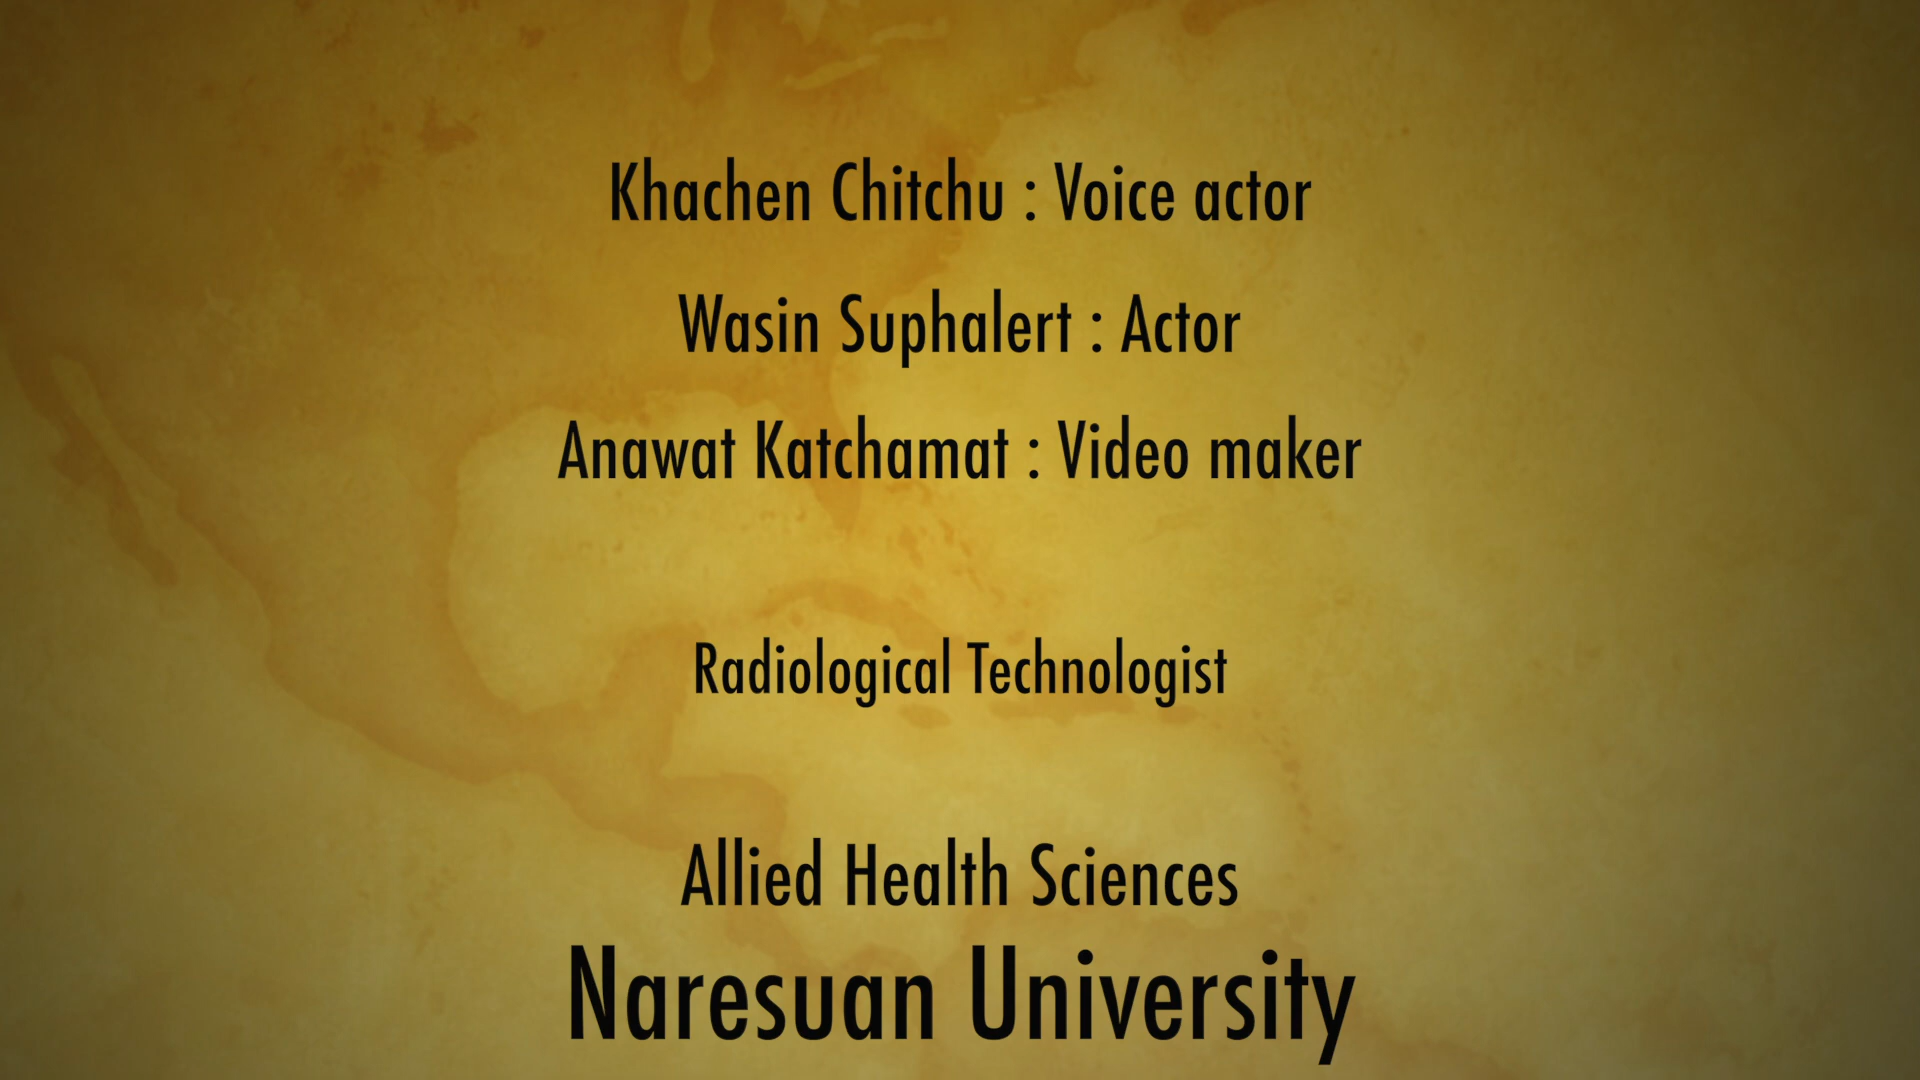 Khachen Chitchu : Voice actor
Wasin Suphalert : Actor
Anawat Katchamat : Video maker
Radiological Technologist
Allied Health Sciences
Naresuan University